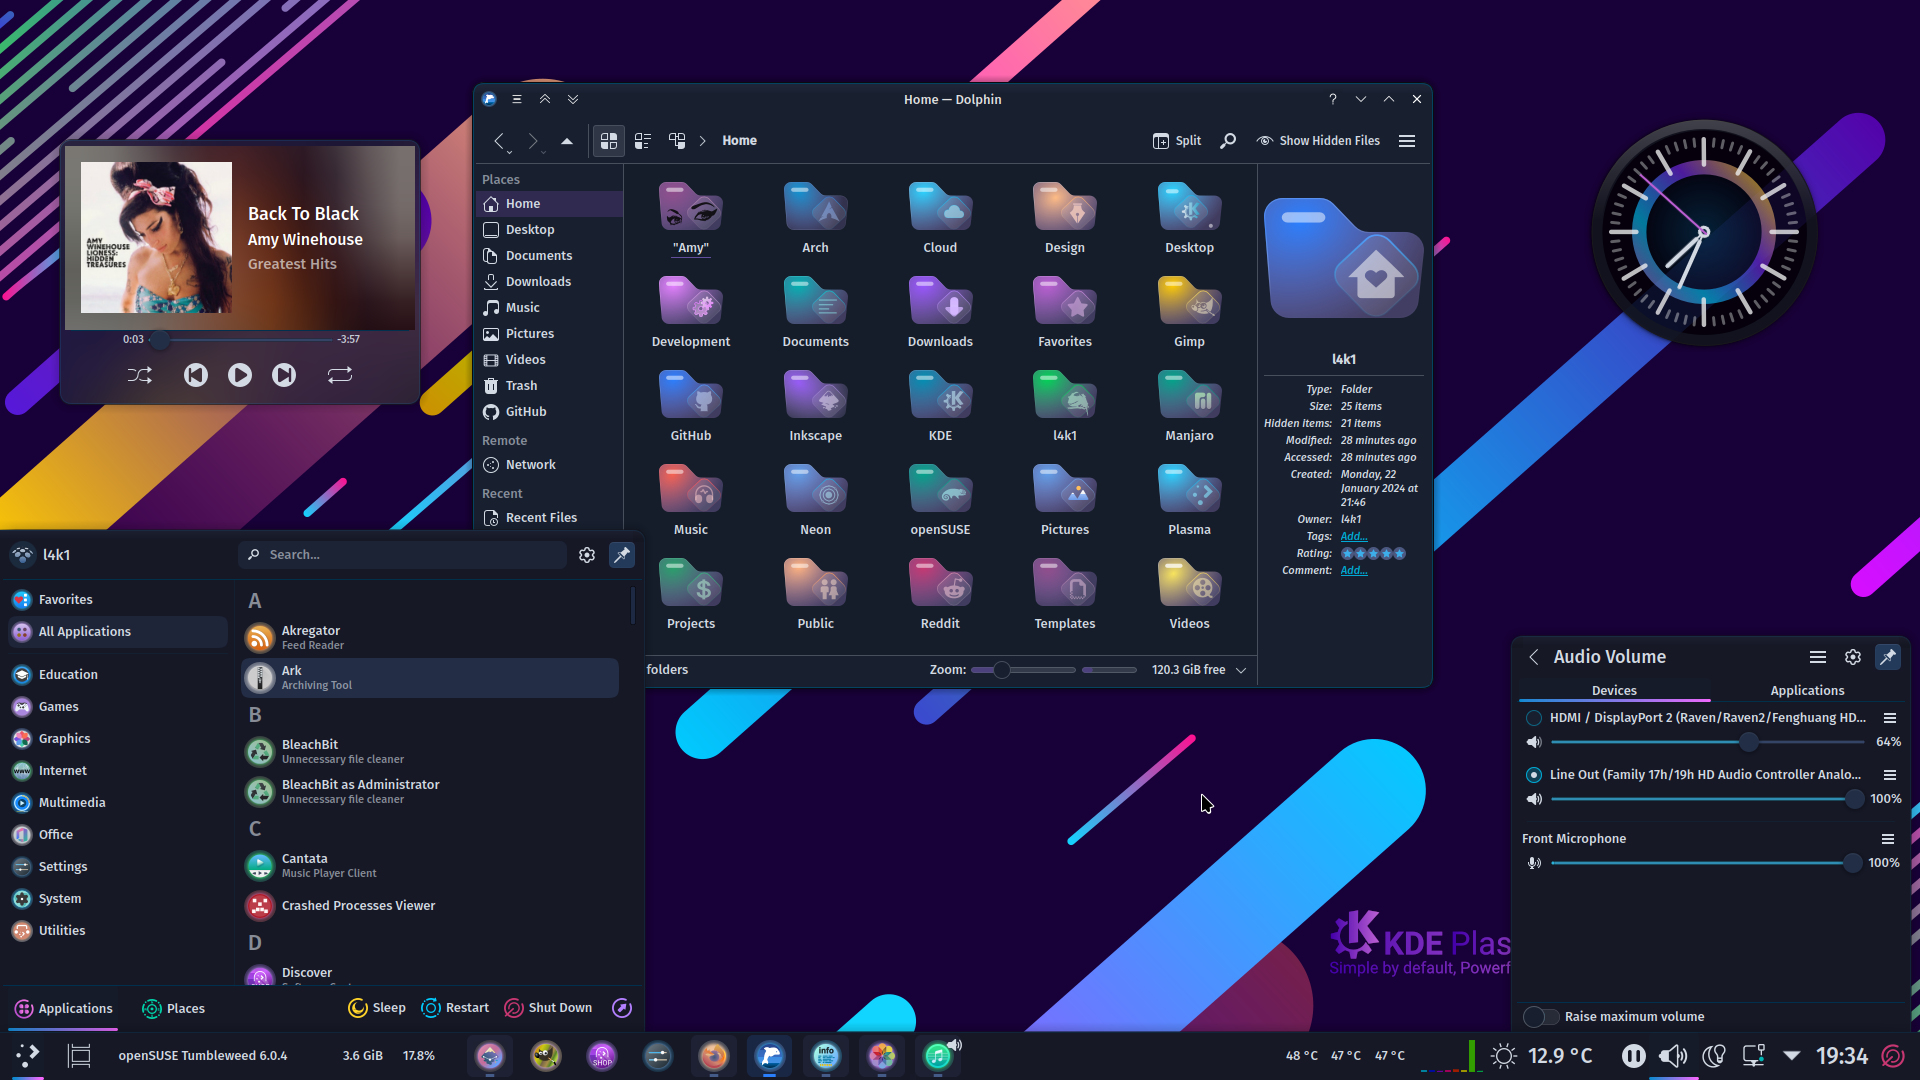 Home — Dolphin
Home
Split
Show Hidden Files
Places
Home
Desktop
Documents
Downloads
Music
Pictures
Videos
Trash
GitHub
Remote
Network
Recent
Recent Files
"Amy"
Arch
Cloud
Design
Desktop
Development
Documents
Downloads
Favorites
Gimp
GitHub
Inkscape
KDE
l4k1
Manjaro
Music
Neon
openSUSE
Pictures
Plasma
Projects
Public
Reddit
Templates
Videos
folders
Zoom:
120.3 GiB free
l4k1
Type: Folder
Size: 25 items
Hidden items: 21 items
Modified: 28 minutes ago
Accessed: 28 minutes ago
Created: Monday, 22
January 2024 at
21:46
Owner: l4k1
Tags: Add...
Rating:
Comment: Add...
AMY
WINEHOUSE
LIONESS:
HIDDEN
TREASURES
Back To Black
Amy Winehouse
Greatest Hits
0:03
-3:57
l4k1
Search...
Favorites
All Applications
Education
Games
Graphics
Internet
Multimedia
Office
Settings
System
Utilities
A
Akregator
Feed Reader
Ark
Archiving Tool
B
BleachBit
Unnecessary file cleaner
BleachBit as Administrator
Unnecessary file cleaner
C
Cantata
Music Player Client
Crashed Processes Viewer
D
Discover
Applications
Places
Sleep
Restart
Shut Down
Audio Volume
Devices
Applications
HDMI / DisplayPort 2 (Raven/Raven2/Fenghuang HD...
64%
Line Out (Family 17h/19h HD Audio Controller Analo...
100%
Front Microphone
100%
Raise maximum volume
KDE Plas
Simple by default, Powerf
openSUSE Tumbleweed 6.0.4
3.6 GiB
17.8%
SHOP
info
48 °C
47 °C
47 °C
12.9 °C
19:34